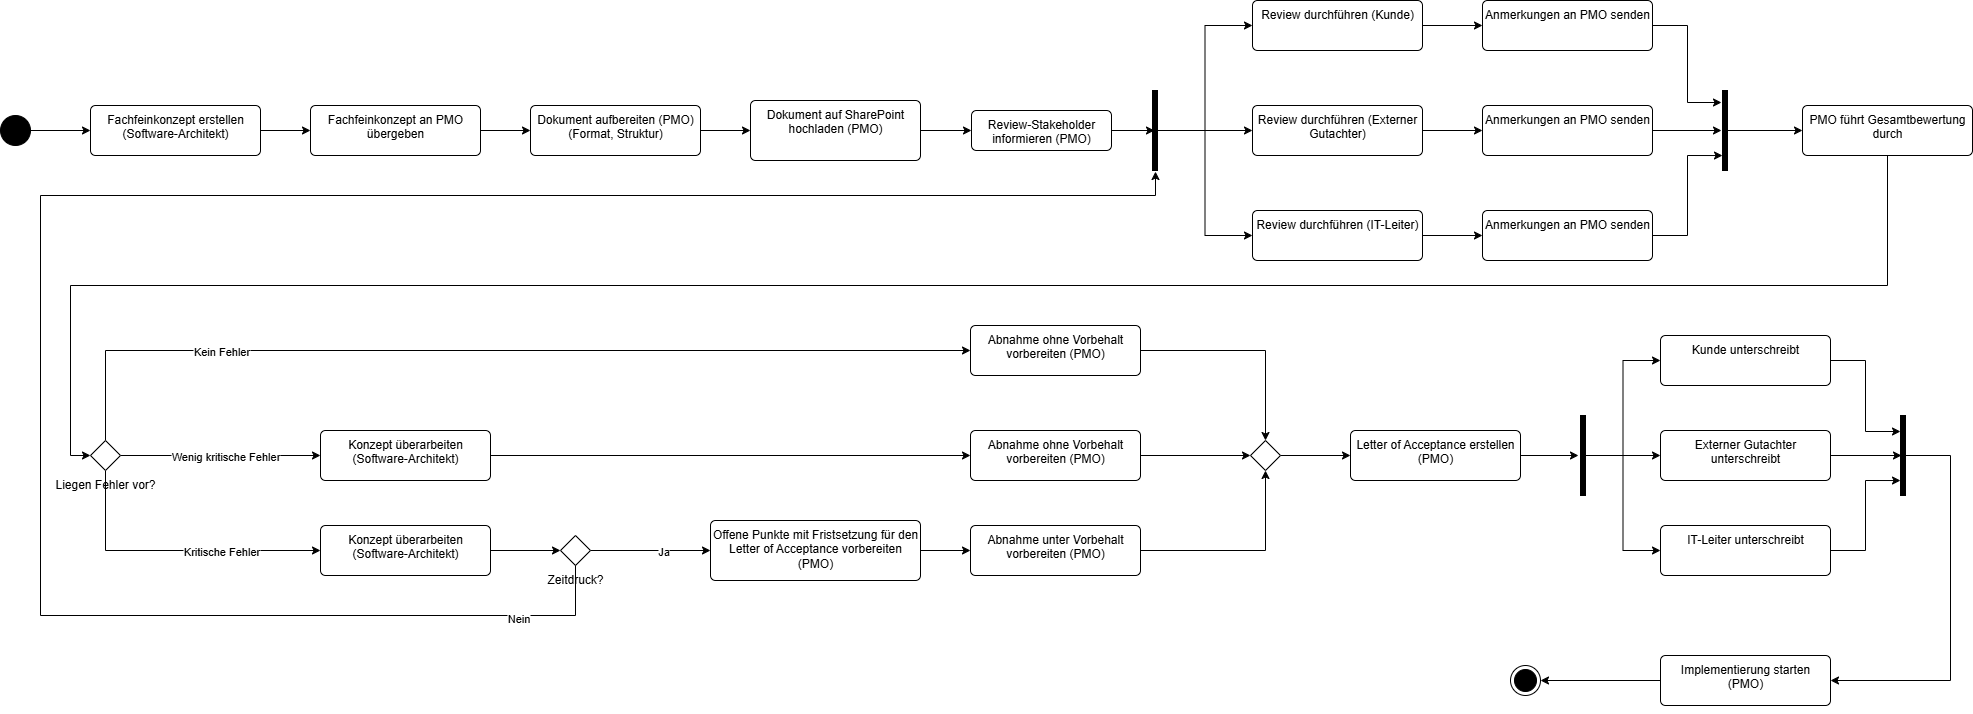 Review durchführen (Kunde)
Anmerkungen an PMO senden
Fachfeinkonzept erstellen
(Software-Architekt)
Fachfeinkonzept an PMO
übergeben
Dokument aufbereiten (PMO)
(Format, Struktur)
Dokument auf SharePoint
hochladen (PMO)
Review-Stakeholder
informieren (PMO)
Review durchführen (Externer
Gutachter)
Anmerkungen an PMO senden
PMO führt Gesamtbewertung
durch
Review durchführen (IT-Leiter)
Anmerkungen an PMO senden
Kein Fehler
Abnahme ohne Vorbehalt
vorbereiten (PMO)
Kunde unterschreibt
Liegen Fehler vor?
Wenig kritische Fehler
Konzept überarbeiten
(Software-Architekt)
Abnahme ohne Vorbehalt
vorbereiten (PMO)
Letter of Acceptance erstellen
(PMO)
Externer Gutachter
unterschreibt
Kritische Fehler
Konzept überarbeiten
(Software-Architekt)
Zeitdruck?
Ja
Offene Punkte mit Fristsetzung für den
Letter of Acceptance vorbereiten
(PMO)
Abnahme unter Vorbehalt
vorbereiten (PMO)
IT-Leiter unterschreibt
Nein
Implementierung starten
(PMO)